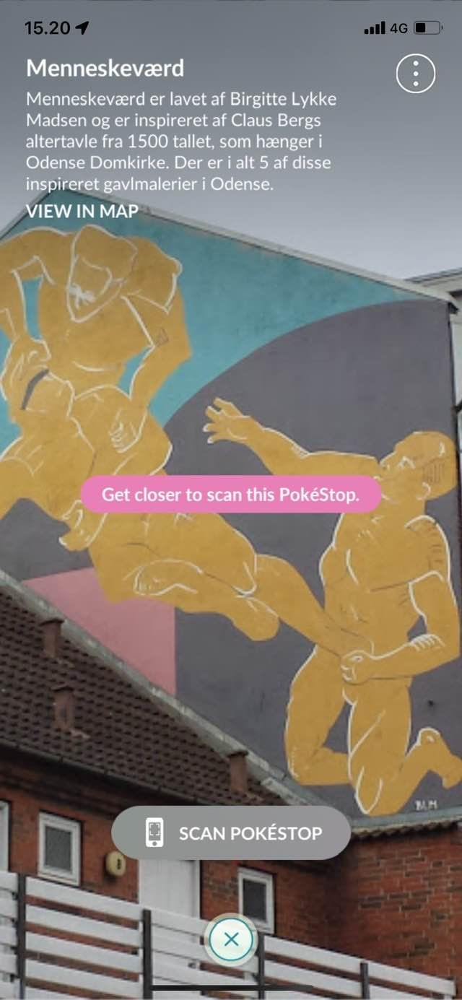 15.20
4G
Menneskeværd
Menneskeværd er lavet af Birgitte Lykke
Madsen og er inspireret af Claus Bergs
altertavle fra 1500 tallet, som hænger i
Odense Domkirke. Der er i alt 5 af disse
inspireret gavlmalerier i Odense.
VIEW IN MAP
Get closer to scan this PokéStop.
SCAN POKÉSTOP